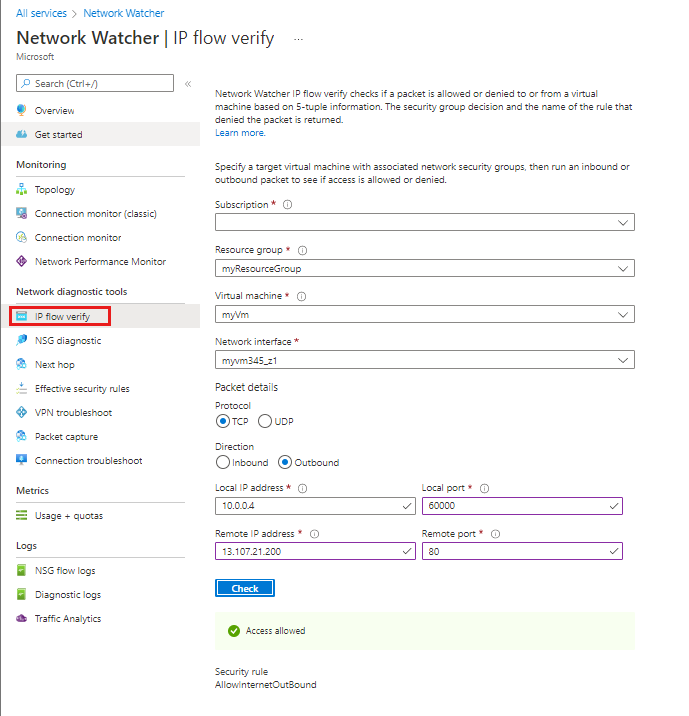 All services > Network Watcher
Network Watcher | IP flow verify ...
Microsoft
Search (Ctrl+/) «
Overview
Get started
Monitoring
Topology
Connection monitor (classic)
Connection monitor
Network Performance Monitor
Network diagnostic tools
IP flow verify
NSG diagnostic
Next hop
Effective security rules
VPN troubleshoot
Packet capture
Connection troubleshoot
Metrics
Usage + quotas
Logs
NSG flow logs
Diagnostic logs
Traffic Analytics
Network Watcher IP flow verify checks if a packet is allowed or denied to or from a virtual
machine based on 5-tuple information. The security group decision and the name of the rule that
denied the packet is returned.
Learn more.
Specify a target virtual machine with associated network security groups, then run an inbound or
outbound packet to see if access is allowed or denied.
Subscription *
Resource group *
myResourceGroup
Virtual machine *
myVm
Network interface *
myvm345_z1
Packet details
Protocol
TCP UDP
Direction
Inbound Outbound
Local IP address * Local port *
10.0.0.4 60000
Remote IP address * Remote port *
13.107.21.200 80
Check
Access allowed
Security rule
AllowInternetOutBound